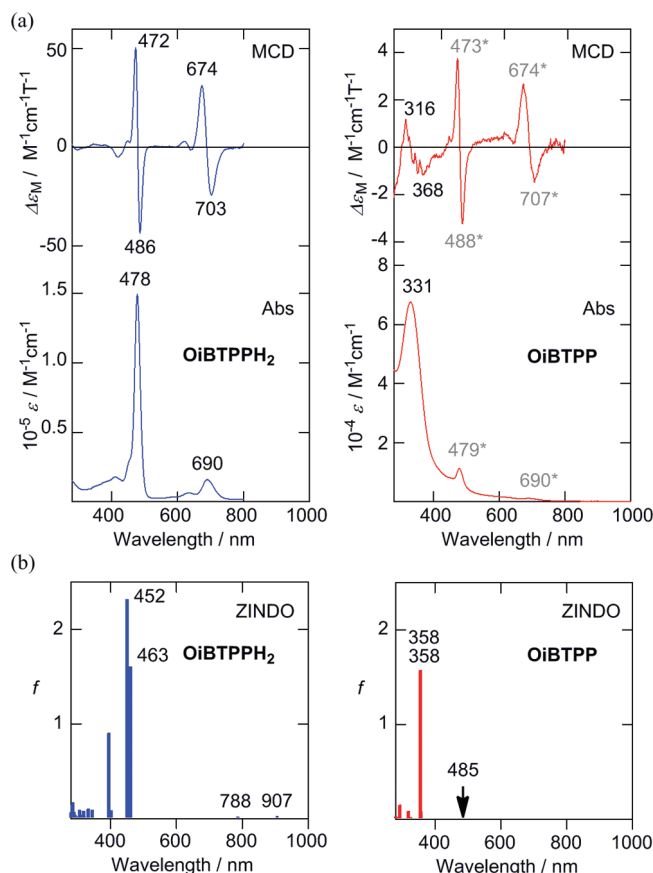 (a)
50
0
-50
Δε_M / M⁻¹cm⁻¹T⁻¹
472
MCD
674
703
486
478
1.5
1.0
0.5
10⁻⁵ ε / M⁻¹cm⁻¹
Abs
OiBTPPH₂
690
400 600 800 1000
Wavelength / nm
4
2
0
-2
-4
Δε_M / M⁻¹cm⁻¹T⁻¹
473*
MCD
674*
316
368
707*
488*
8
6
4
2
10⁻⁴ ε / M⁻¹cm⁻¹
331
Abs
OiBTPP
479*
690*
400 600 800 1000
Wavelength / nm
(b)
2
1
f
452
ZINDO
OiBTPPH₂
463
788 907
400 600 800 1000
Wavelength / nm
2
1
f
ZINDO
358
358
OiBTPP
485
400 600 800 1000
Wavelength / nm